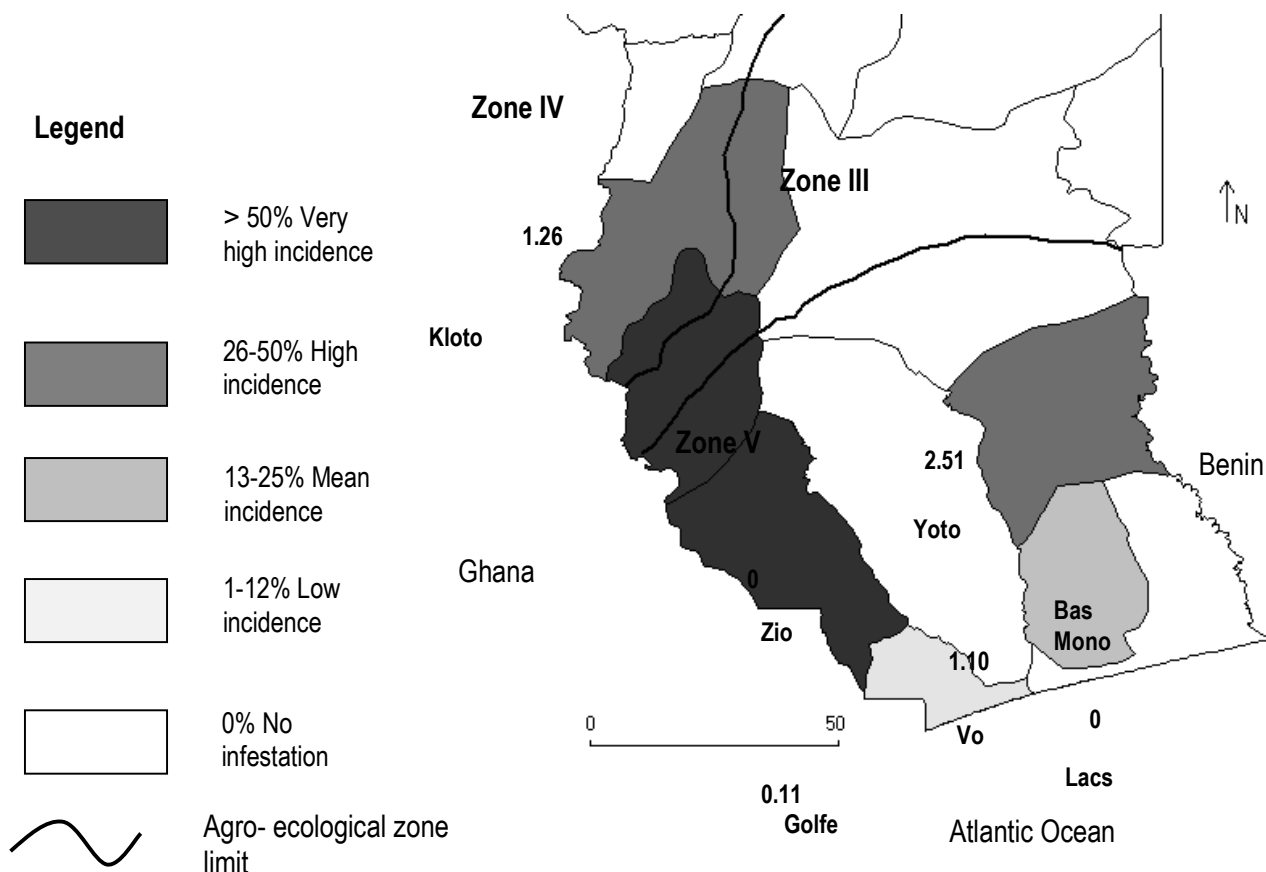 Legend
> 50% Very
high incidence
26-50% High
incidence
13-25% Mean
incidence
1-12% Low
incidence
0% No
infestation
Agro- ecological zone
limit
Zone IV
Zone III
N
1.26
Kloto
Zone V
2.51
Benin
Yoto
Ghana
0
Bas
Mono
Zio
1.10
0
50
0
Vo
Lacs
0.11
Golfe
Atlantic Ocean